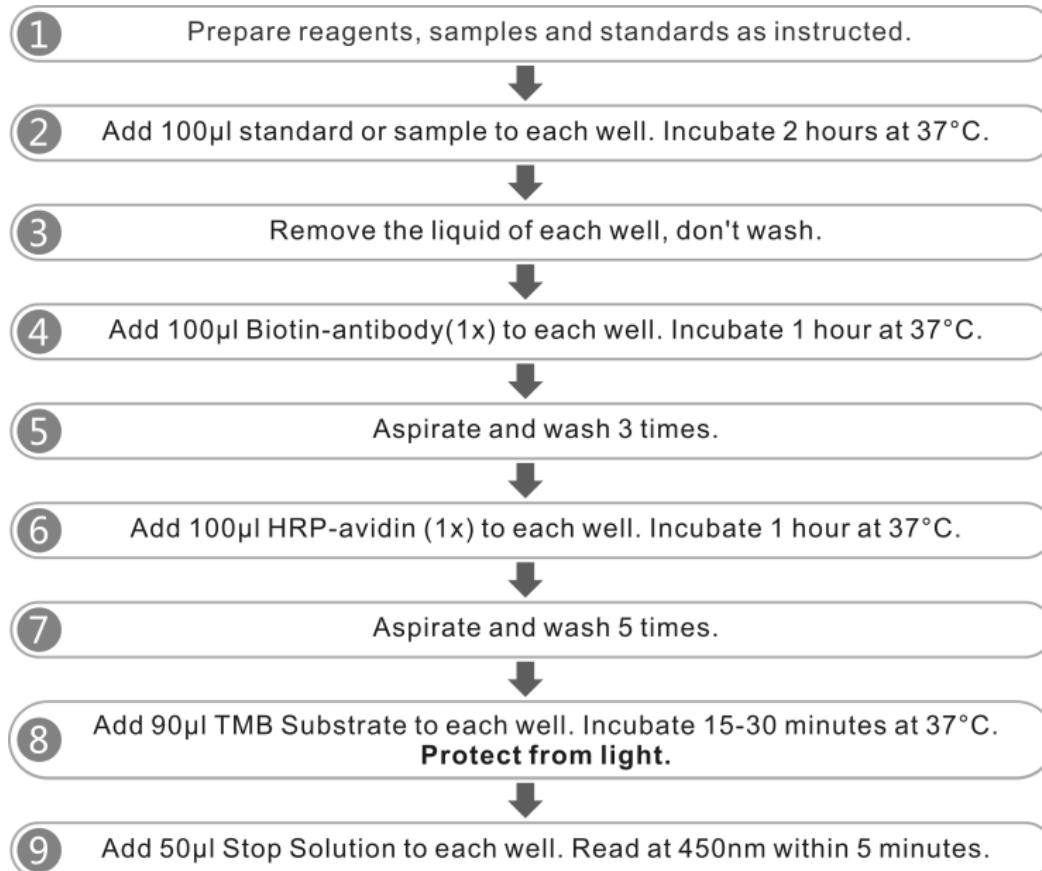 1 Prepare reagents, samples and standards as instructed.
2 Add 100µl standard or sample to each well. Incubate 2 hours at 37°C.
3 Remove the liquid of each well, don't wash.
4 Add 100µl Biotin-antibody(1x) to each well. Incubate 1 hour at 37°C.
5 Aspirate and wash 3 times.
6 Add 100µl HRP-avidin (1x) to each well. Incubate 1 hour at 37°C.
7 Aspirate and wash 5 times.
8 Add 90µl TMB Substrate to each well. Incubate 15-30 minutes at 37°C.
Protect from light.
9 Add 50µl Stop Solution to each well. Read at 450nm within 5 minutes.